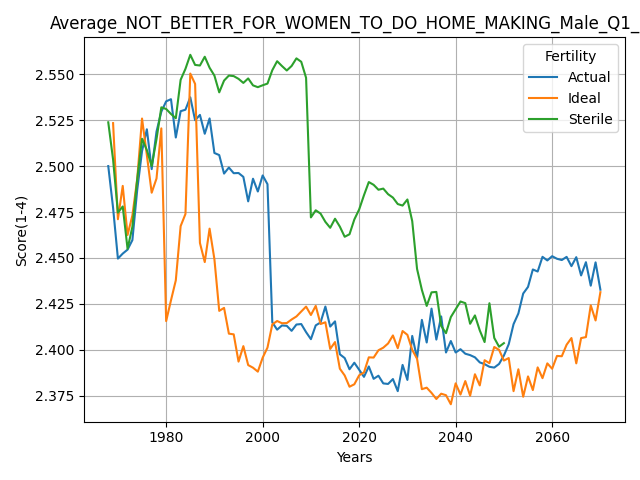 Average_NOT_BETTER_FOR_WOMEN_TO_DO_HOME_MAKING_Male_Q1_
Fertility
Actual
Ideal
Sterile
Score(1-4)
2.550
2.525
2.500
2.475
2.450
2.425
2.400
2.375
1980
2000
2020
2040
2060
Years